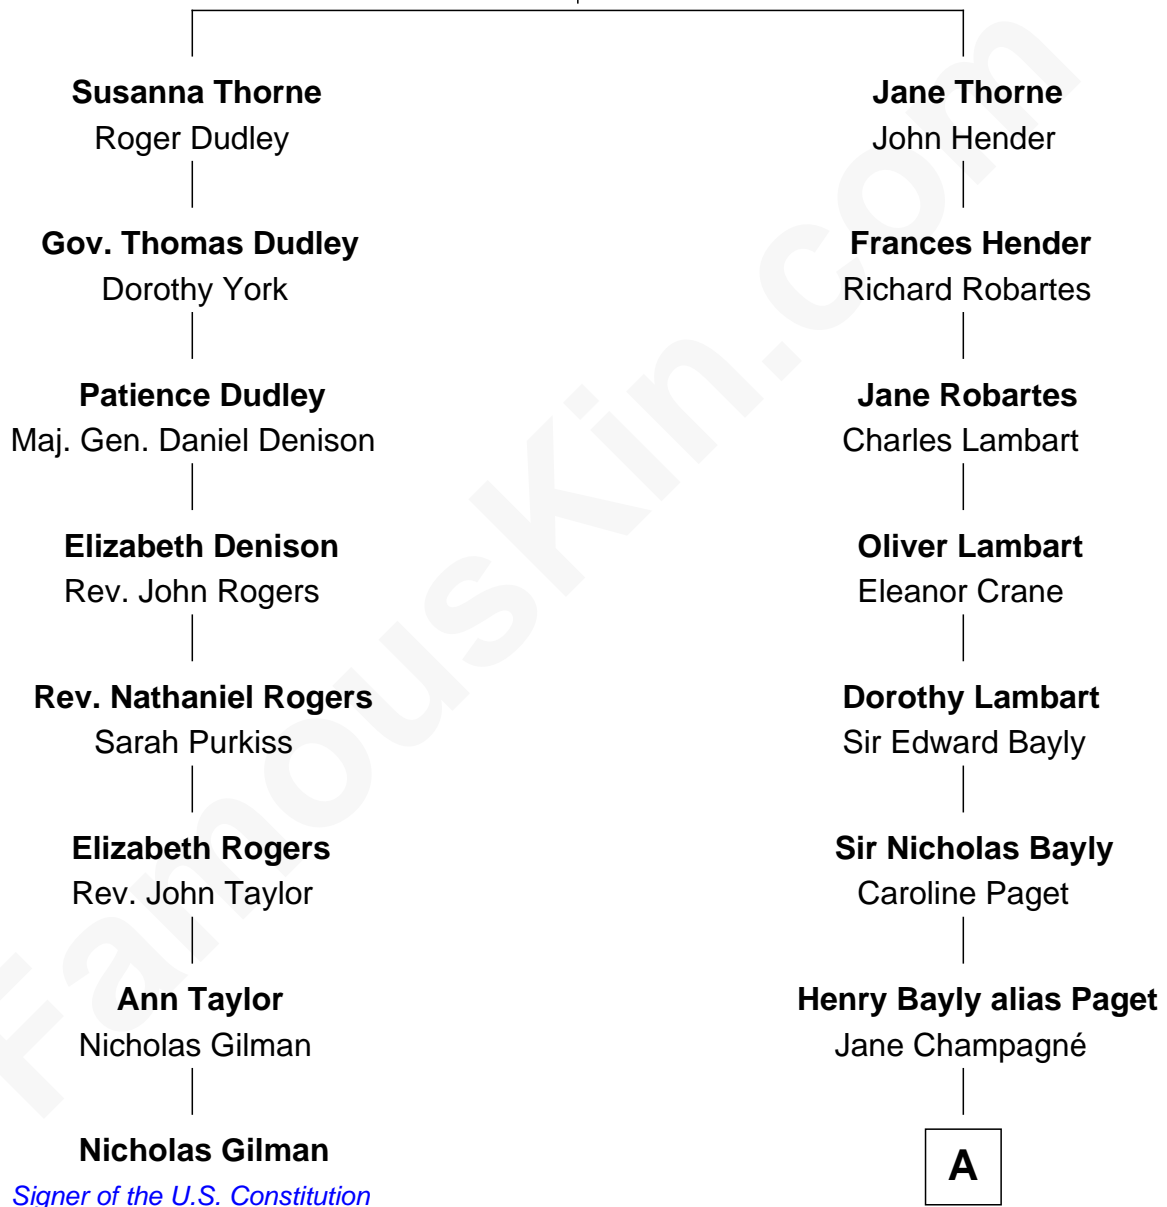 Susanna Thorne
Roger Dudley
Gov. Thomas Dudley
Dorothy York
Patience Dudley
Maj. Gen. Daniel Denison
Elizabeth Denison
Rev. John Rogers
Rev. Nathaniel Rogers
Sarah Purkiss
Elizabeth Rogers
Rev. John Taylor
Ann Taylor
Nicholas Gilman
Nicholas Gilman
Signer of the U.S. Constitution
Jane Thorne
John Hender
Frances Hender
Richard Robartes
Jane Robartes
Charles Lambart
Oliver Lambart
Eleanor Crane
Dorothy Lambart
Sir Edward Bayly
Sir Nicholas Bayly
Caroline Paget
Henry Bayly alias Paget
Jane Champagné
A
FamousKin.com